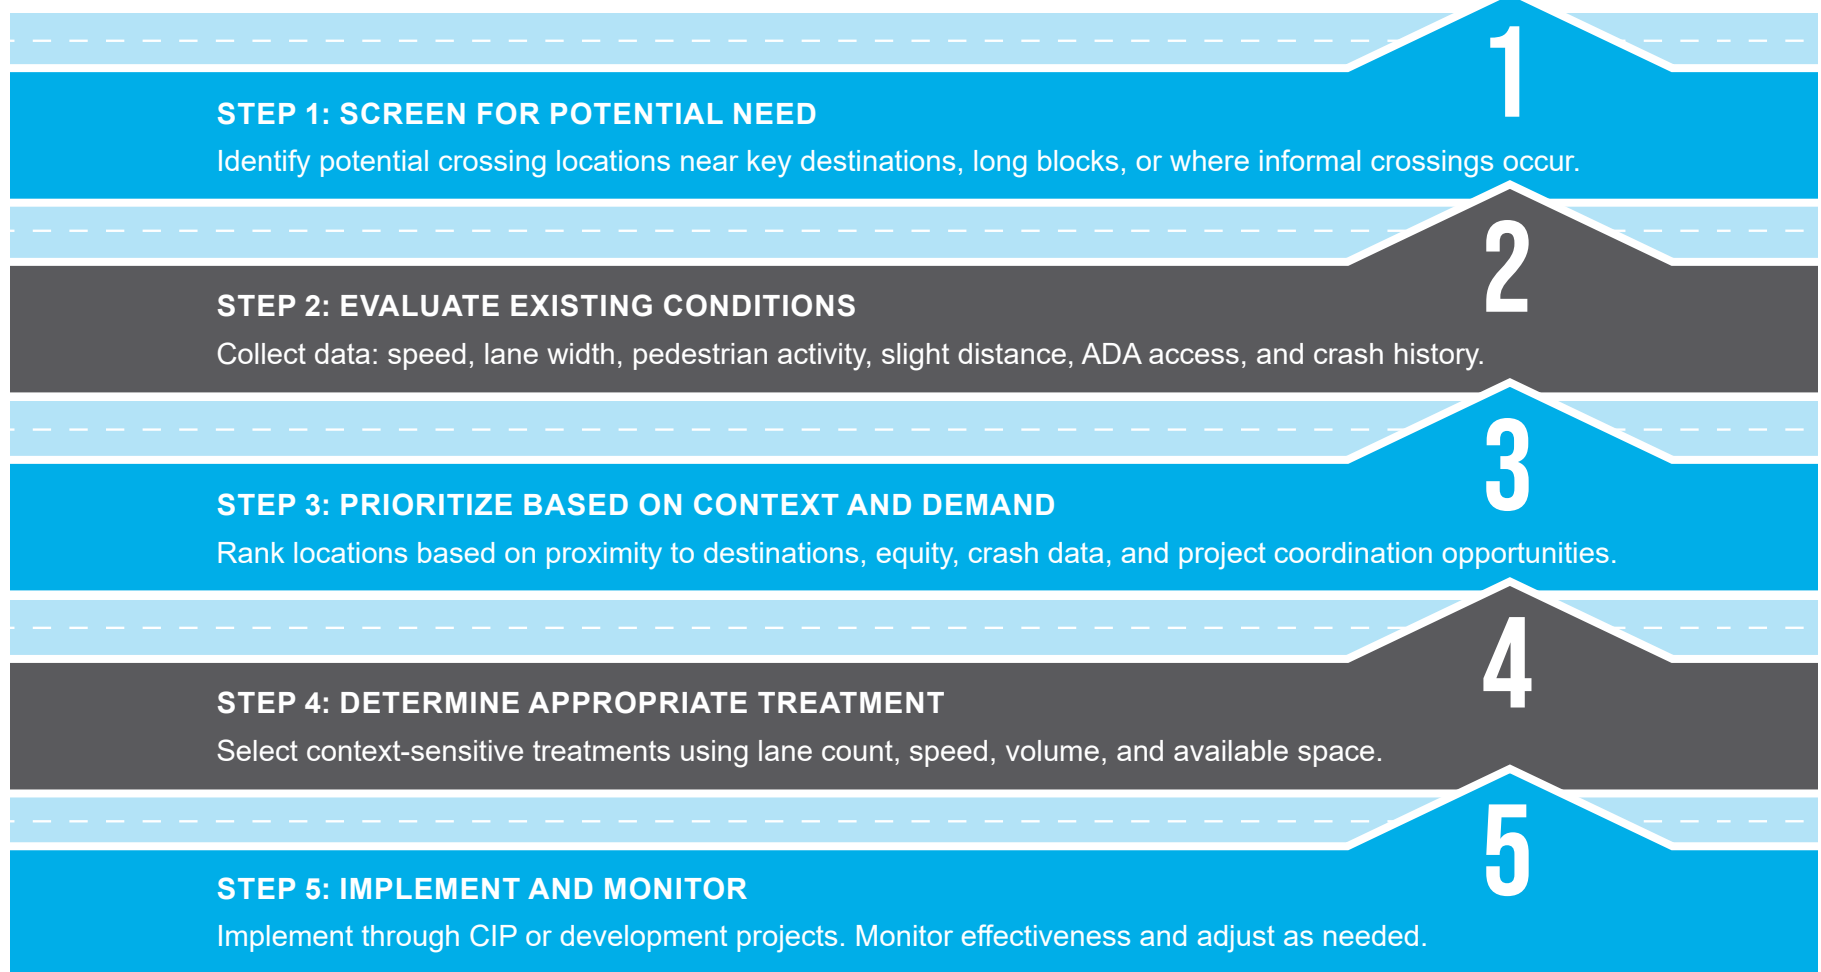 1
STEP 1: SCREEN FOR POTENTIAL NEED
Identify potential crossing locations near key destinations, long blocks, or where informal crossings occur.
2
STEP 2: EVALUATE EXISTING CONDITIONS
Collect data: speed, lane width, pedestrian activity, slight distance, ADA access, and crash history.
3
STEP 3: PRIORITIZE BASED ON CONTEXT AND DEMAND
Rank locations based on proximity to destinations, equity, crash data, and project coordination opportunities.
4
STEP 4: DETERMINE APPROPRIATE TREATMENT
Select context-sensitive treatments using lane count, speed, volume, and available space.
5
STEP 5: IMPLEMENT AND MONITOR
Implement through CIP or development projects. Monitor effectiveness and adjust as needed.